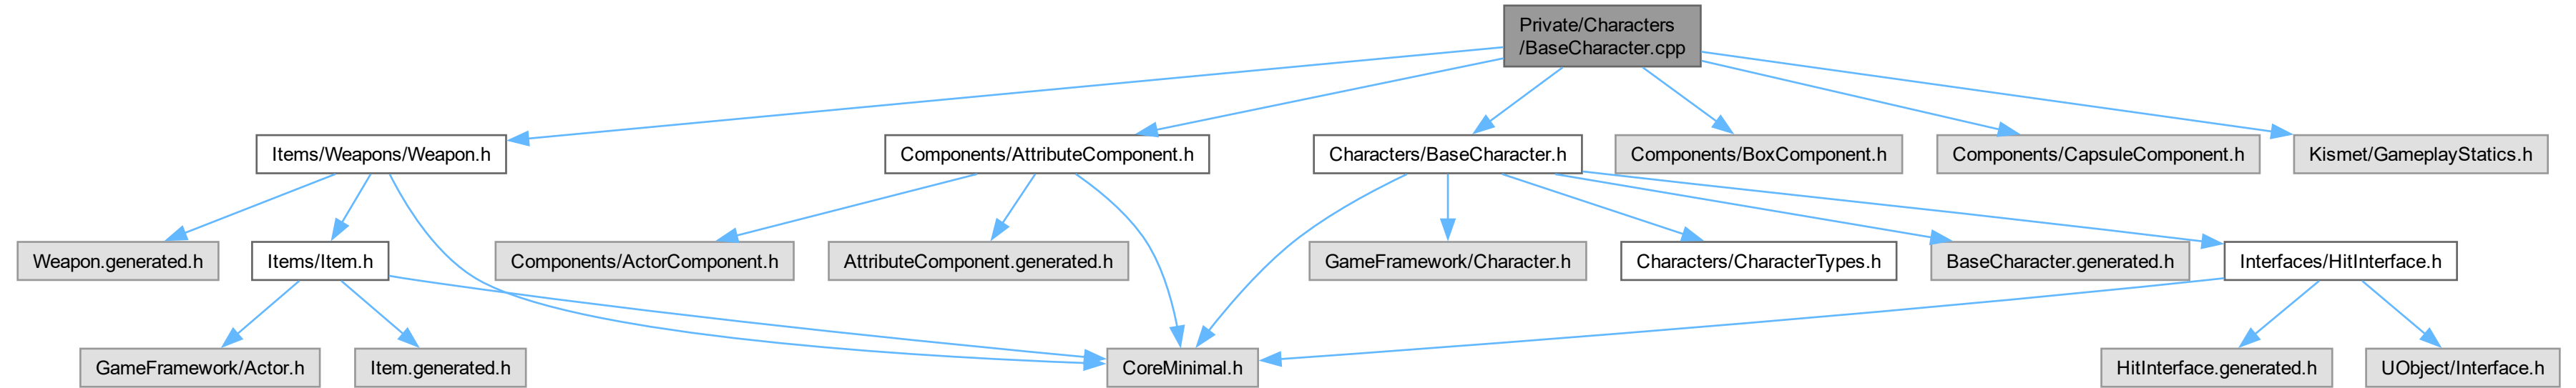 Private/Characters
/BaseCharacter.cpp
Items/Weapons/Weapon.h
Components/AttributeComponent.h
Characters/BaseCharacter.h
Components/BoxComponent.h
Components/CapsuleComponent.h
Kismet/GameplayStatics.h
Weapon.generated.h
Items/Item.h
Components/ActorComponent.h
AttributeComponent.generated.h
GameFramework/Character.h
Characters/CharacterTypes.h
BaseCharacter.generated.h
Interfaces/HitInterface.h
GameFramework/Actor.h
Item.generated.h
CoreMinimal.h
HitInterface.generated.h
UObject/Interface.h